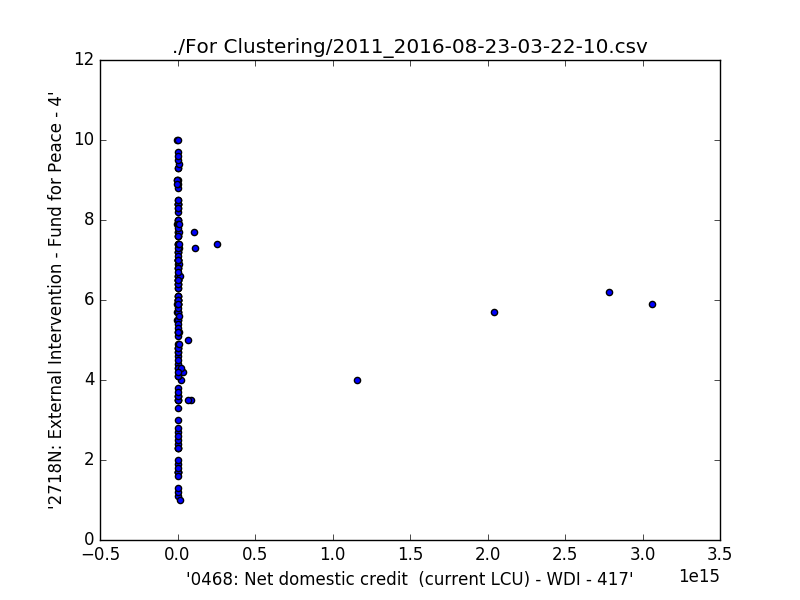 ./For Clustering/2011_2016-08-23-03-22-10.csv
12
10
8
6
4
2
0
'2718N: External Intervention - Fund for Peace - 4'
−0.5 0.0 0.5 1.0 1.5 2.0 2.5 3.0 3.5
1e15
'0468: Net domestic credit  (current LCU) - WDI - 417'